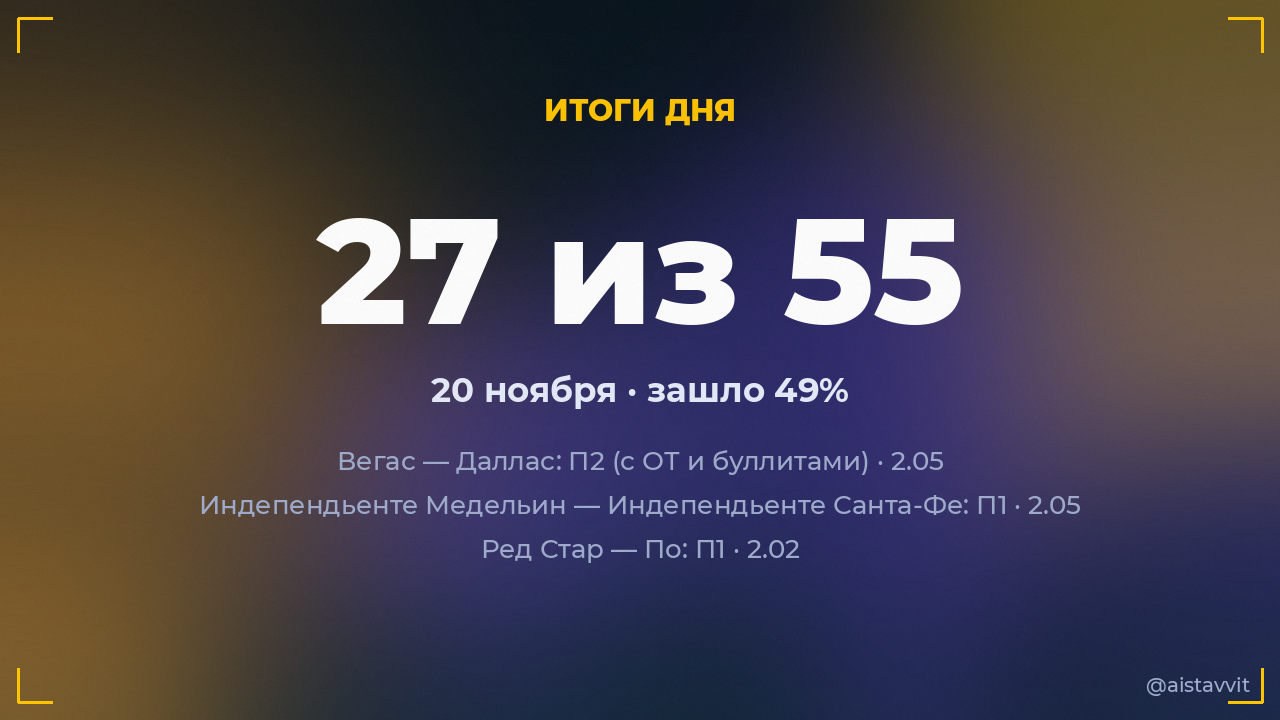 ИТОГИ ДНЯ
27 из 55
20 ноября · зашло 49%
Вегас — Даллас: П2 (с ОТ и буллитами) · 2.05
Индепендьенте Медельин — Индепендьенте Санта-Фе: П1 · 2.05
Ред Стар — По: П1 · 2.02
@aistavvit